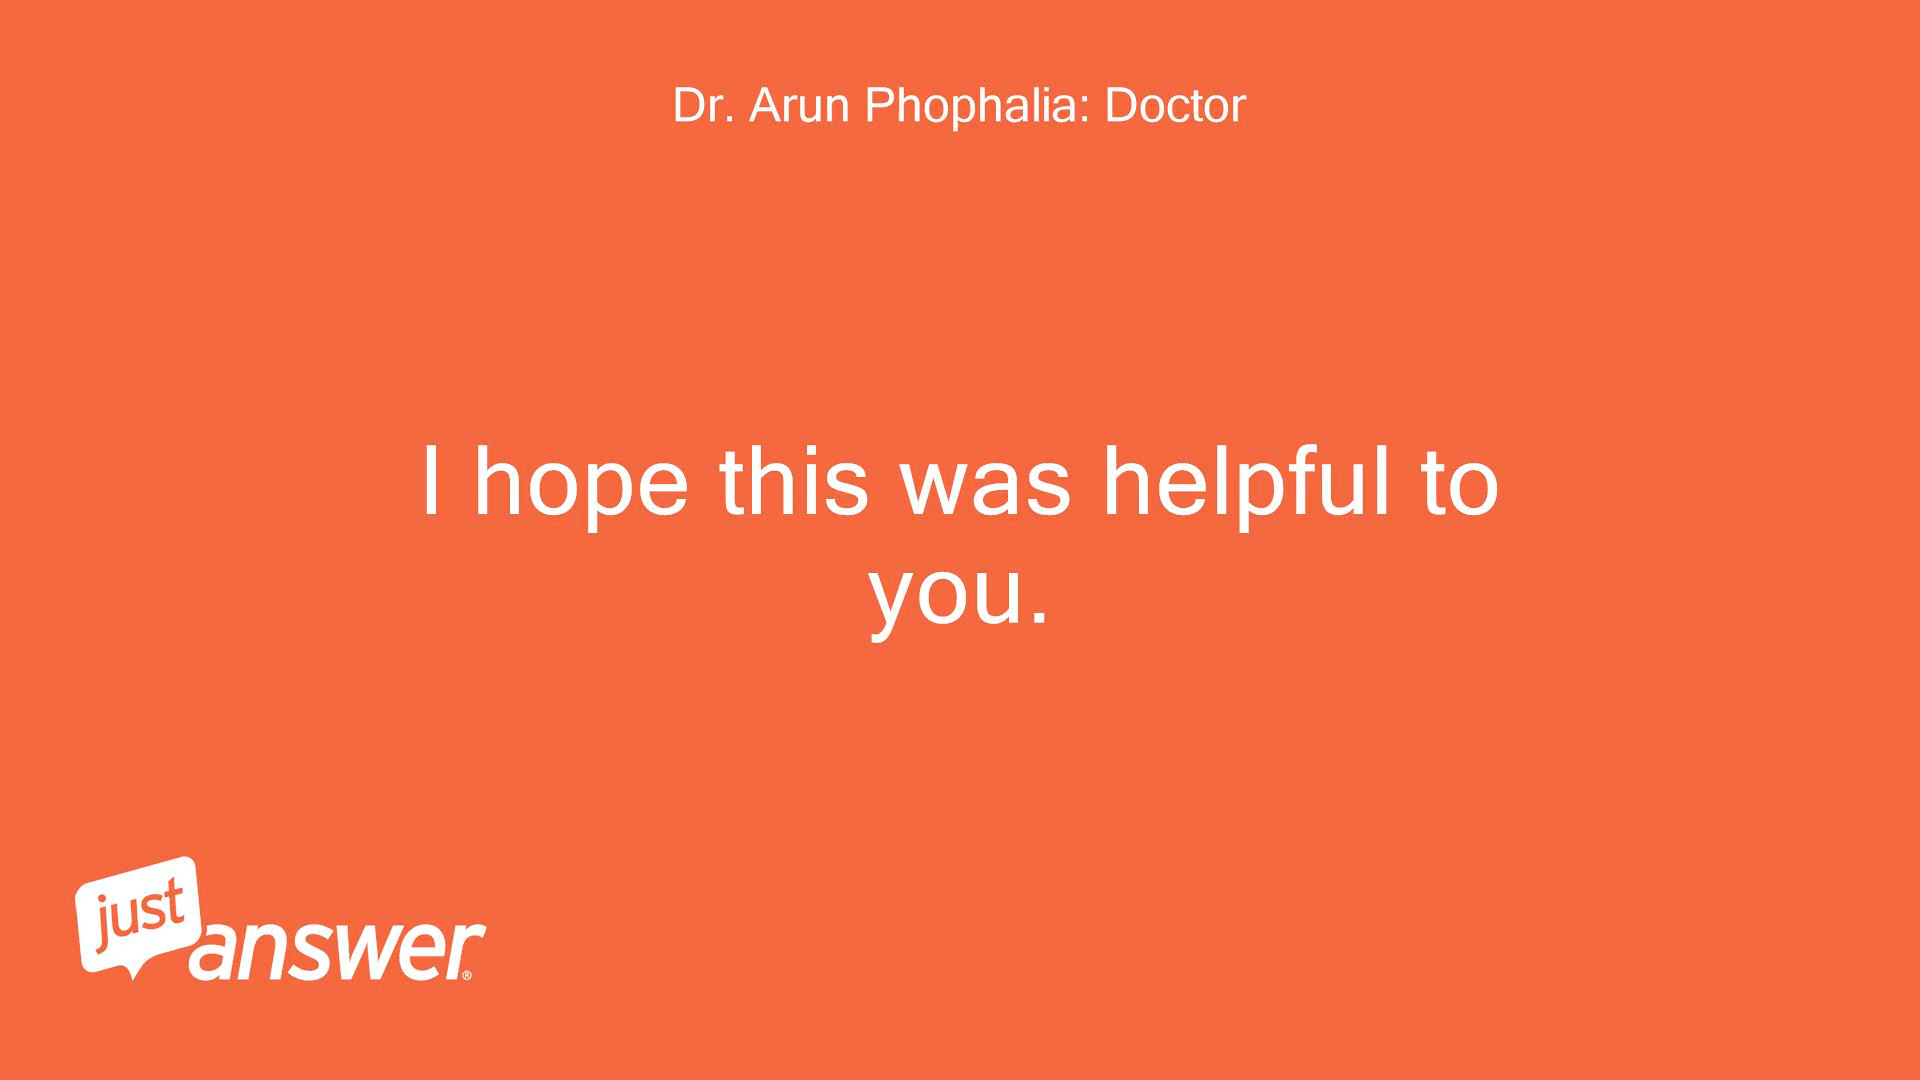 Dr. Arun Phophalia: Doctor
I hope this was helpful to
you.
just
answer®